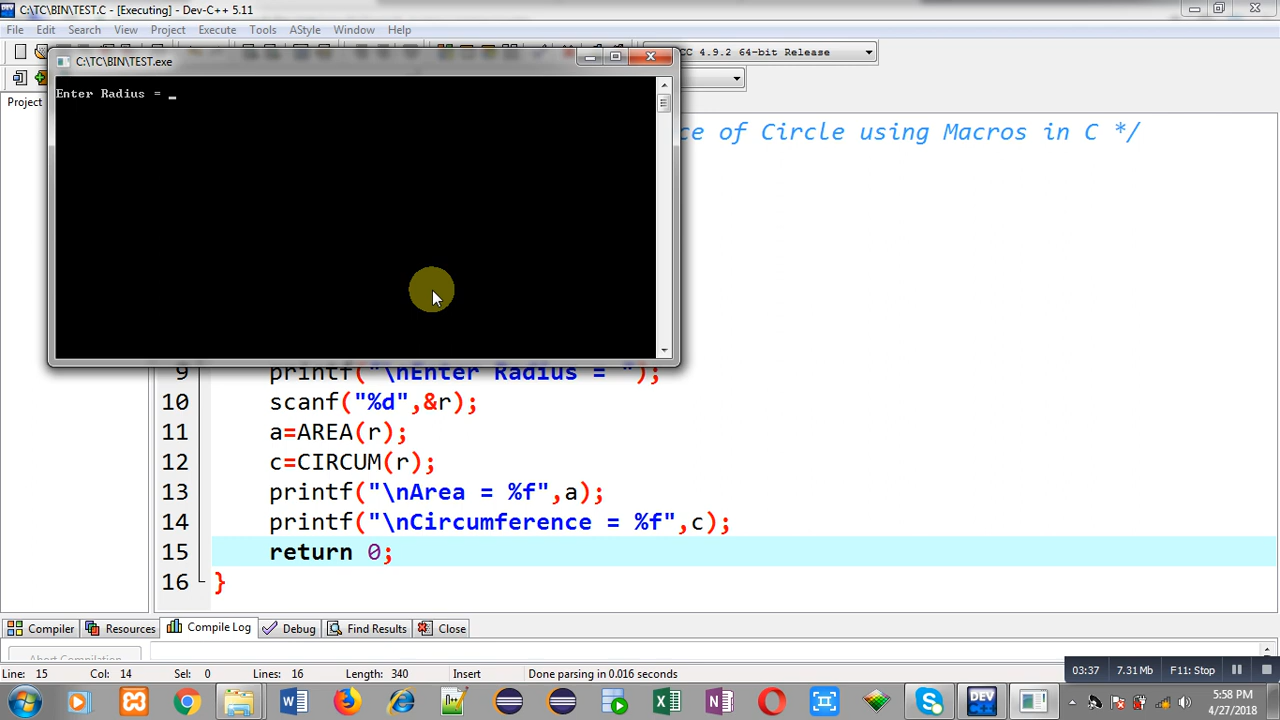 C:\TC\BIN\TEST.C - [Executing] - Dev-C++ 5.11
File Edit Search View Project Execute Tools AStyle Window Help
C:\TC\BIN\TEST.exe
CC 4.9.2 64-bit Release
Enter Radius = _
Project
ce of Circle using Macros in C */
9 printf("\nEnter Radius = ");
10 scanf("%d",&r);
11 a=AREA(r);
12 c=CIRCUM(r);
13 printf("\nArea = %f",a);
14 printf("\nCircumference = %f",c);
15 return 0;
16 }
Compiler Resources Compile Log Debug Find Results Close
Abort Compilation
Line: 15 Col: 14 Sel: 0 Lines: 16 Length: 340 Insert Done parsing in 0.016 seconds
03:37 7.31 Mb F11: Stop
DEV
5:58 PM
4/27/2018